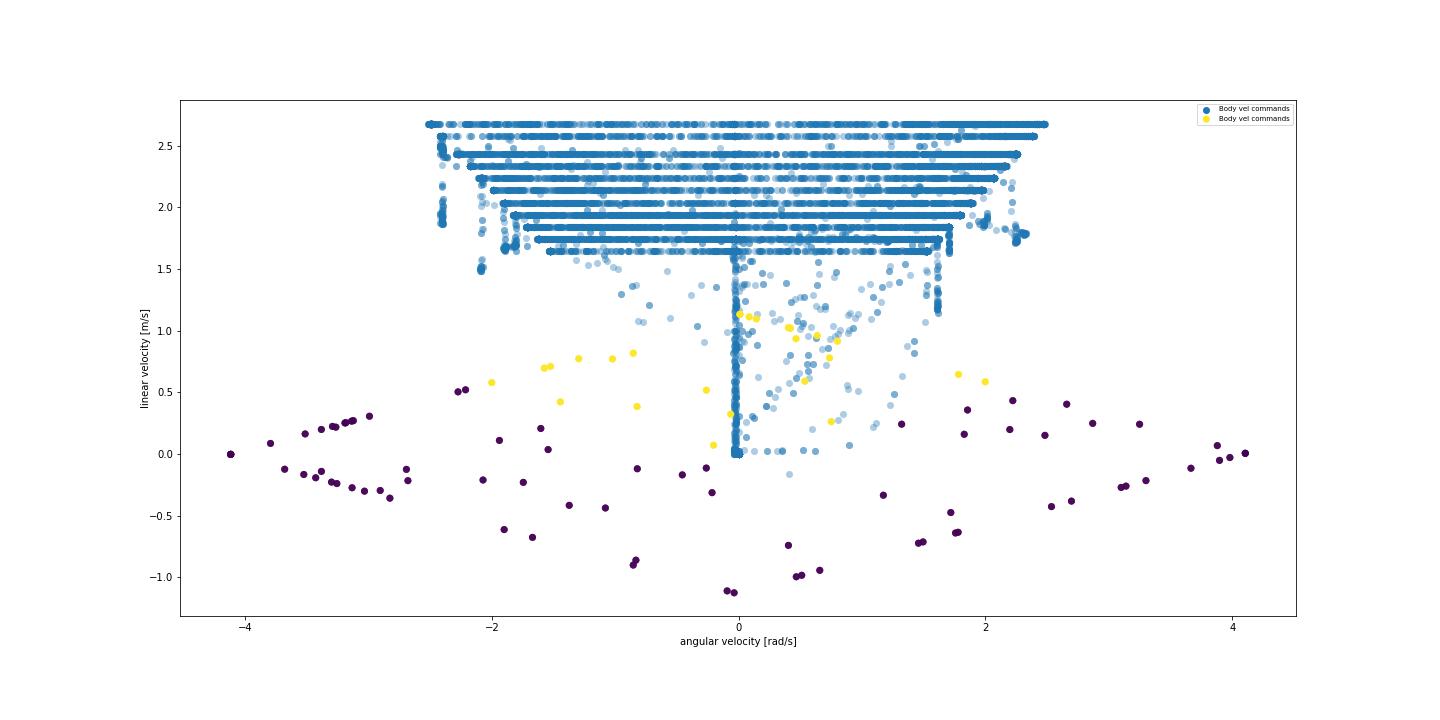 Body vel commands
Body vel commands
linear velocity [m/s]
2.5
2.0
1.5
1.0
0.5
0.0
−0.5
−1.0
−4 −2 0 2 4
angular velocity [rad/s]